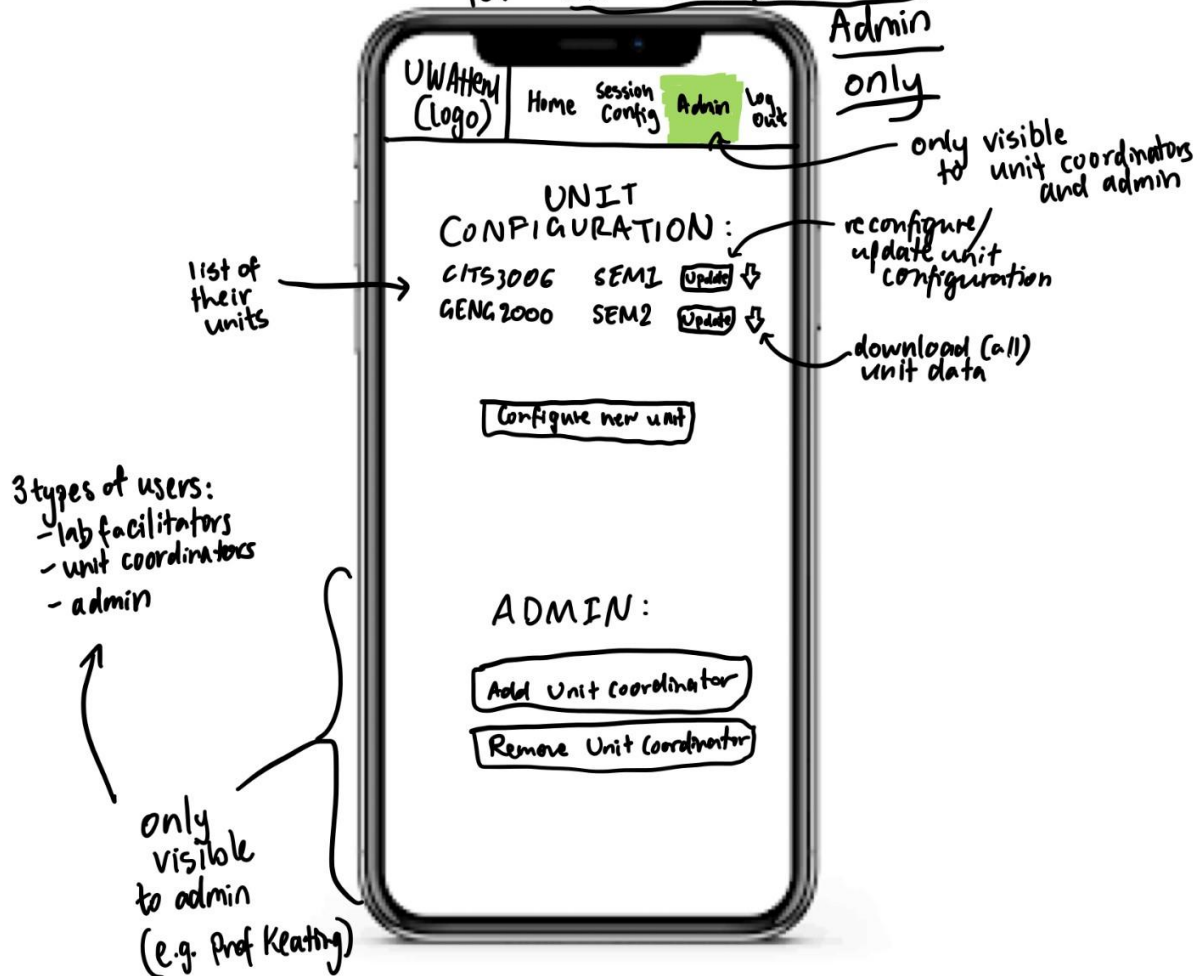 Admin
only
UWAttend
(Logo)
Home
Session
Config
Admin
Log
Out
only visible
to unit coordinators
and admin
UNIT
CONFIGURATION:
reconfigure/
update unit
configuration
list of
their
units
CITS3006 SEM1 Update
GENG2000 SEM2 Update
download (all)
unit data
Configure new unit
3 types of users:
- lab facilitators
- unit coordinators
- admin
ADMIN:
Add Unit Coordinator
Remove Unit Coordinator
only
visible
to admin
(e.g. Prof Keating)